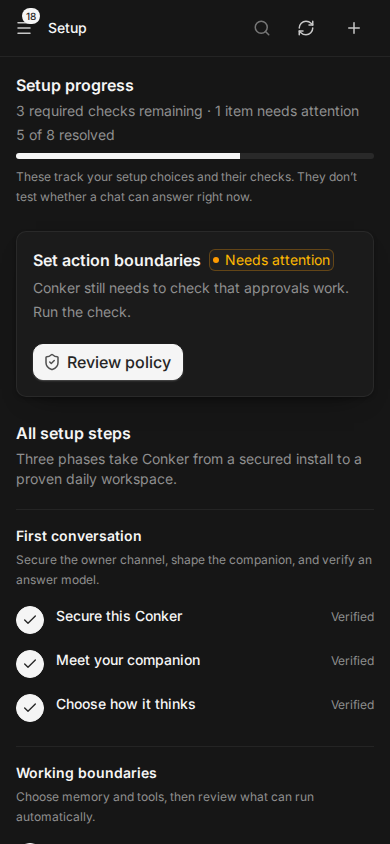 18
Setup
Setup progress
3 required checks remaining · 1 item needs attention
5 of 8 resolved
These track your setup choices and their checks. They don't
test whether a chat can answer right now.
Set action boundaries
Needs attention
Conker still needs to check that approvals work.
Run the check.
Review policy
All setup steps
Three phases take Conker from a secured install to a
proven daily workspace.
First conversation
Secure the owner channel, shape the companion, and verify an
answer model.
Secure this Conker
Verified
Meet your companion
Verified
Choose how it thinks
Verified
Working boundaries
Choose memory and tools, then review what can run
automatically.